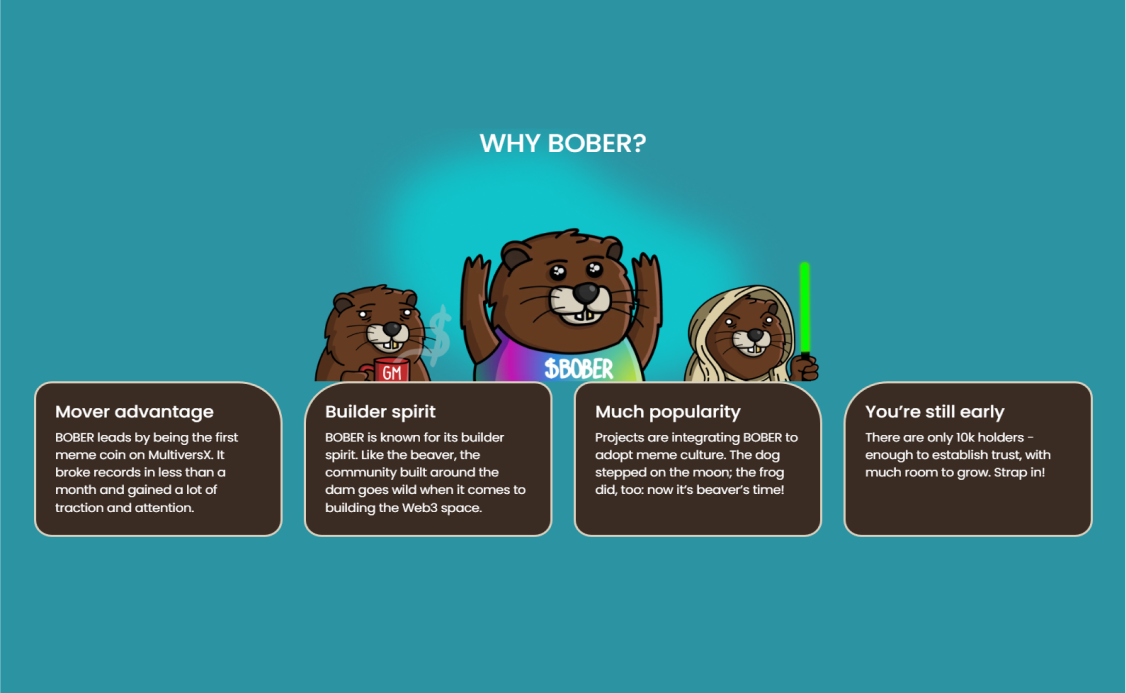 WHY BOBER?
GM
$
$BOBER
Mover advantage
BOBER leads by being the first
meme coin on MultiversX. It
broke records in less than a
month and gained a lot of
traction and attention.
Builder spirit
BOBER is known for its builder
spirit. Like the beaver, the
community built around the
dam goes wild when it comes to
building the Web3 space.
Much popularity
Projects are integrating BOBER to
adopt meme culture. The dog
stepped on the moon; the frog
did, too: now it's beaver's time!
You're still early
There are only 10k holders -
enough to establish trust, with
much room to grow. Strap in!